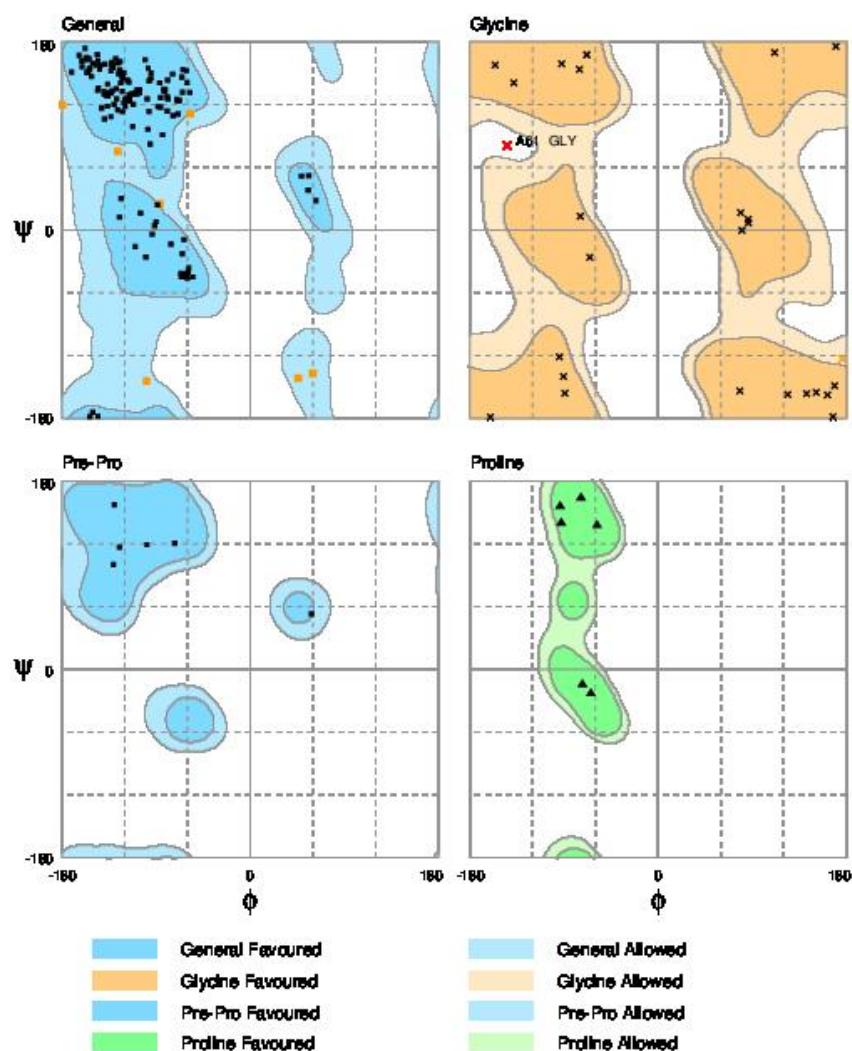 General
Glycine
180
Ψ
0
-180
A61 GLY
Pre-Pro
Proline
180
Ψ
0
-180
-180 0 180
-180 0 180
Φ
Φ
General Favoured
General Allowed
Glycine Favoured
Glycine Allowed
Pre-Pro Favoured
Pre-Pro Allowed
Proline Favoured
Proline Allowed